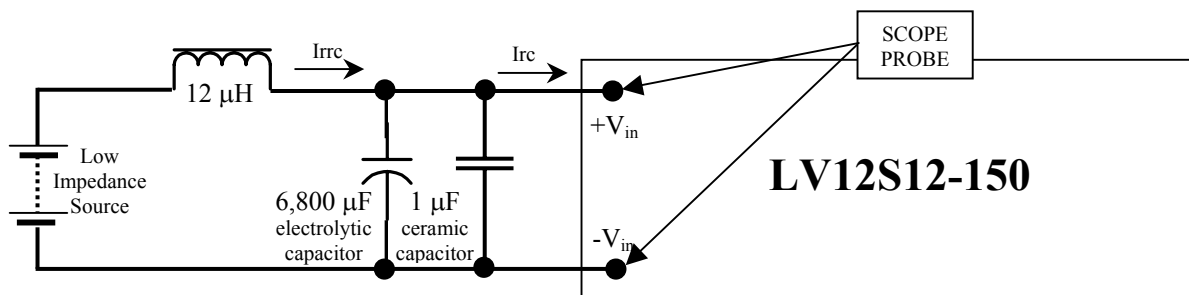 SCOPE
PROBE
Irrc
Irc
12 μH
+Vin
Low
Impedance
Source
LV12S12-150
6,800 μF
electrolytic
capacitor
1 μF
ceramic
capacitor
-Vin